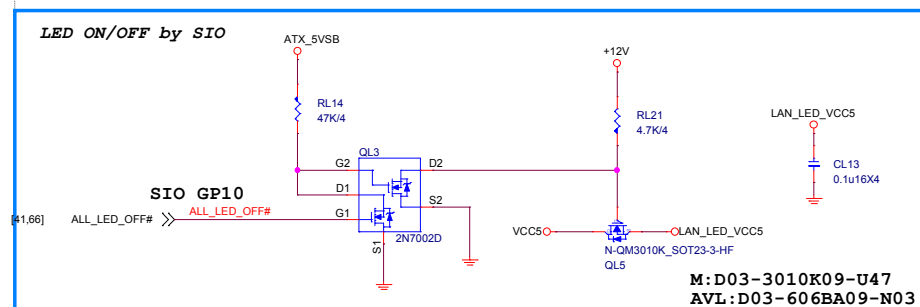 LED ON/OFF by SIO
ATX_5VSB
+12V
RL14
47K/4
RL21
4.7K/4
LAN_LED_VCC5
CL13
0.1u16X4
QL3
G2
D2
D1
SIO GP10
S2
[41,66]
ALL_LED_OFF#
ALL_LED_OFF#
G1
2N7002D
S1
VCC5
LAN_LED_VCC5
N-QM3010K_SOT23-3-HF
QL5
M:D03-3010K09-U47
AVL:D03-606BA09-N03